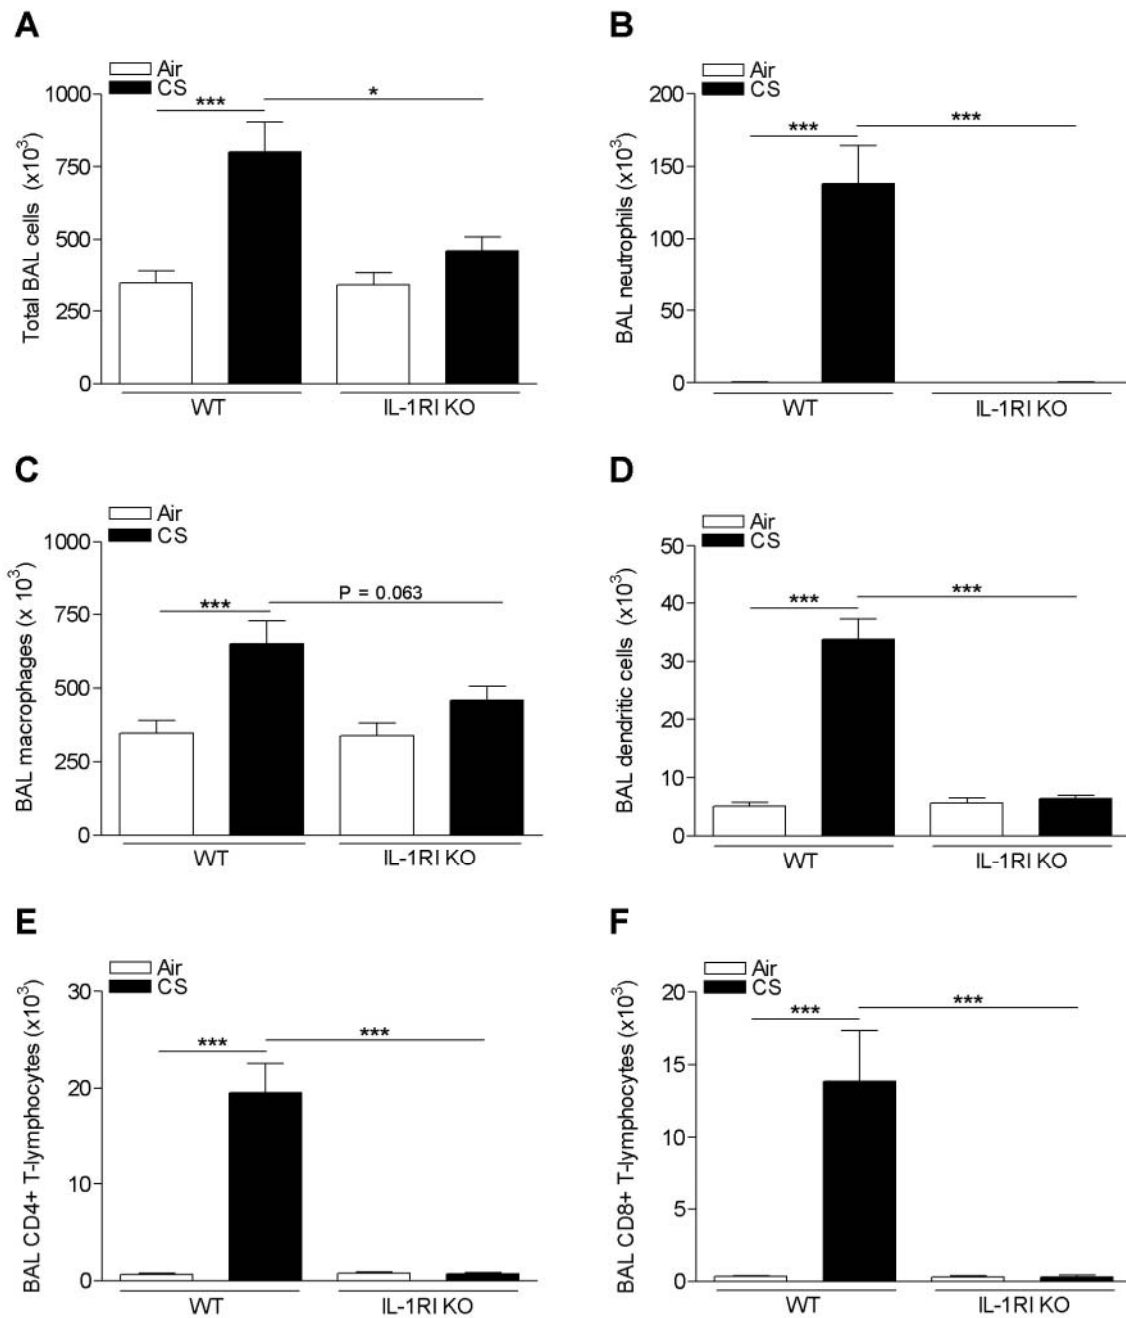 A
Air
CS
Total BAL cells (x10³)
1000
750
500
250
0
***
*
WT
IL-1RI KO
B
Air
CS
BAL neutrophils (x10³)
200
150
100
50
0
***
***
WT
IL-1RI KO
C
Air
CS
BAL macrophages (x 10³)
1000
750
500
250
0
***
P = 0.063
WT
IL-1RI KO
D
Air
CS
BAL dendritic cells (x10³)
50
40
30
20
10
0
***
***
WT
IL-1RI KO
E
Air
CS
BAL CD4+ T-lymphocytes (x10³)
30
20
10
0
***
***
WT
IL-1RI KO
F
Air
CS
BAL CD8+ T-lymphocytes (x10³)
20
15
10
5
0
***
***
WT
IL-1RI KO